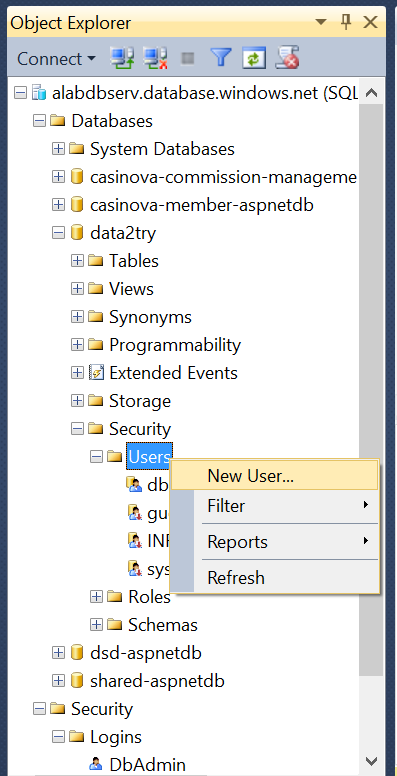 Object Explorer
Connect
alabdbserv.database.windows.net (SQL
Databases
System Databases
casinova-commission-manageme
casinova-member-aspnetdb
data2try
Tables
Views
Synonyms
Programmability
Extended Events
Storage
Security
Users
New User...
db
Filter
gu
INF
Reports
sys
Refresh
Roles
Schemas
dsd-aspnetdb
shared-aspnetdb
Security
Logins
DbAdmin